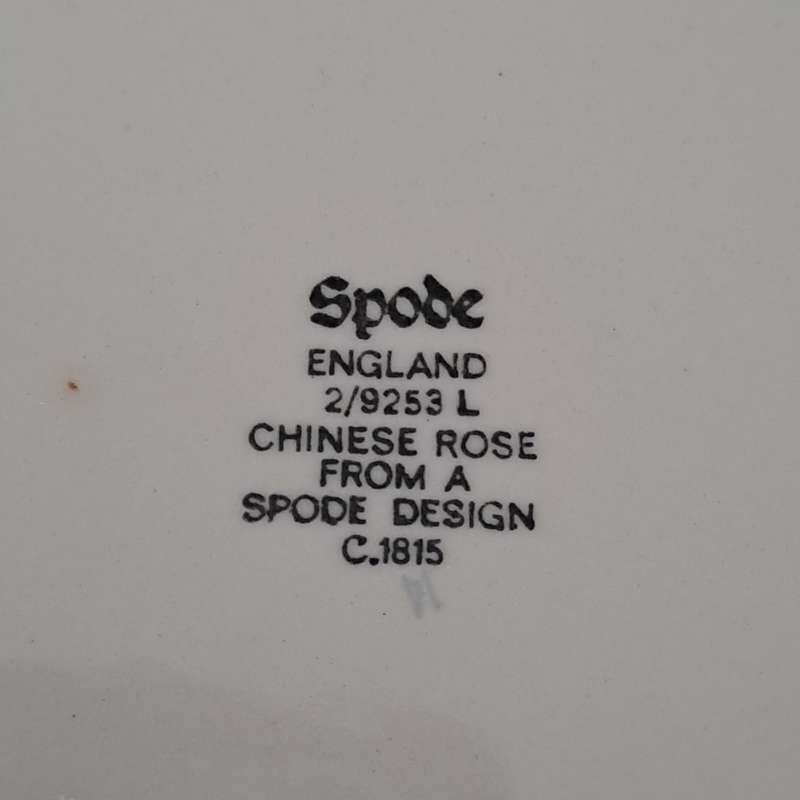 Spode
ENGLAND
2/9253 L
CHINESE ROSE
FROM A
SPODE DESIGN
C.1815